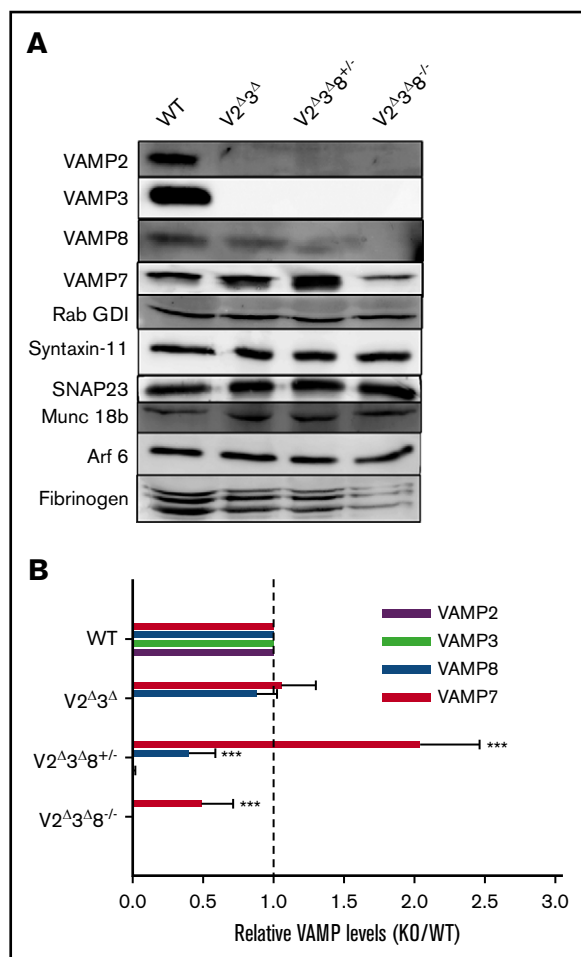 A
WT
V2Δ3Δ
V2Δ3Δ8+/-
V2Δ3Δ8-/-
VAMP2
VAMP3
VAMP8
VAMP7
Rab GDI
Syntaxin-11
SNAP23
Munc 18b
Arf 6
Fibrinogen
B
WT
V2Δ3Δ
V2Δ3Δ8+/-
V2Δ3Δ8-/-
VAMP2
VAMP3
VAMP8
VAMP7
***
***
***
0.0 0.5 1.0 1.5 2.0 2.5 3.0
Relative VAMP levels (KO/WT)